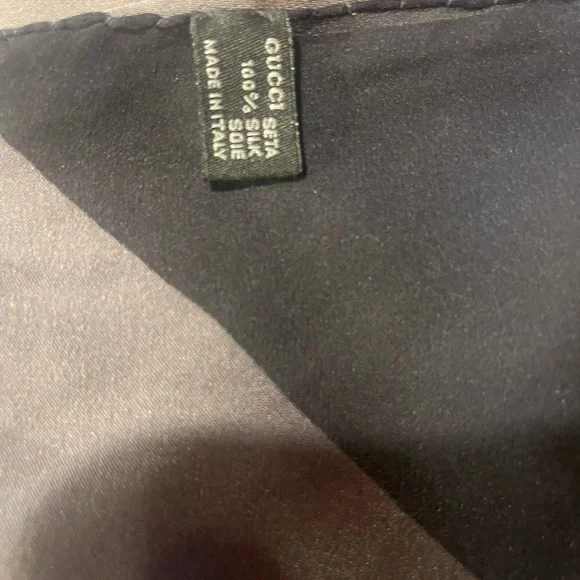 GUCCI SETA
100% SILK
SOIE
MADE IN ITALY